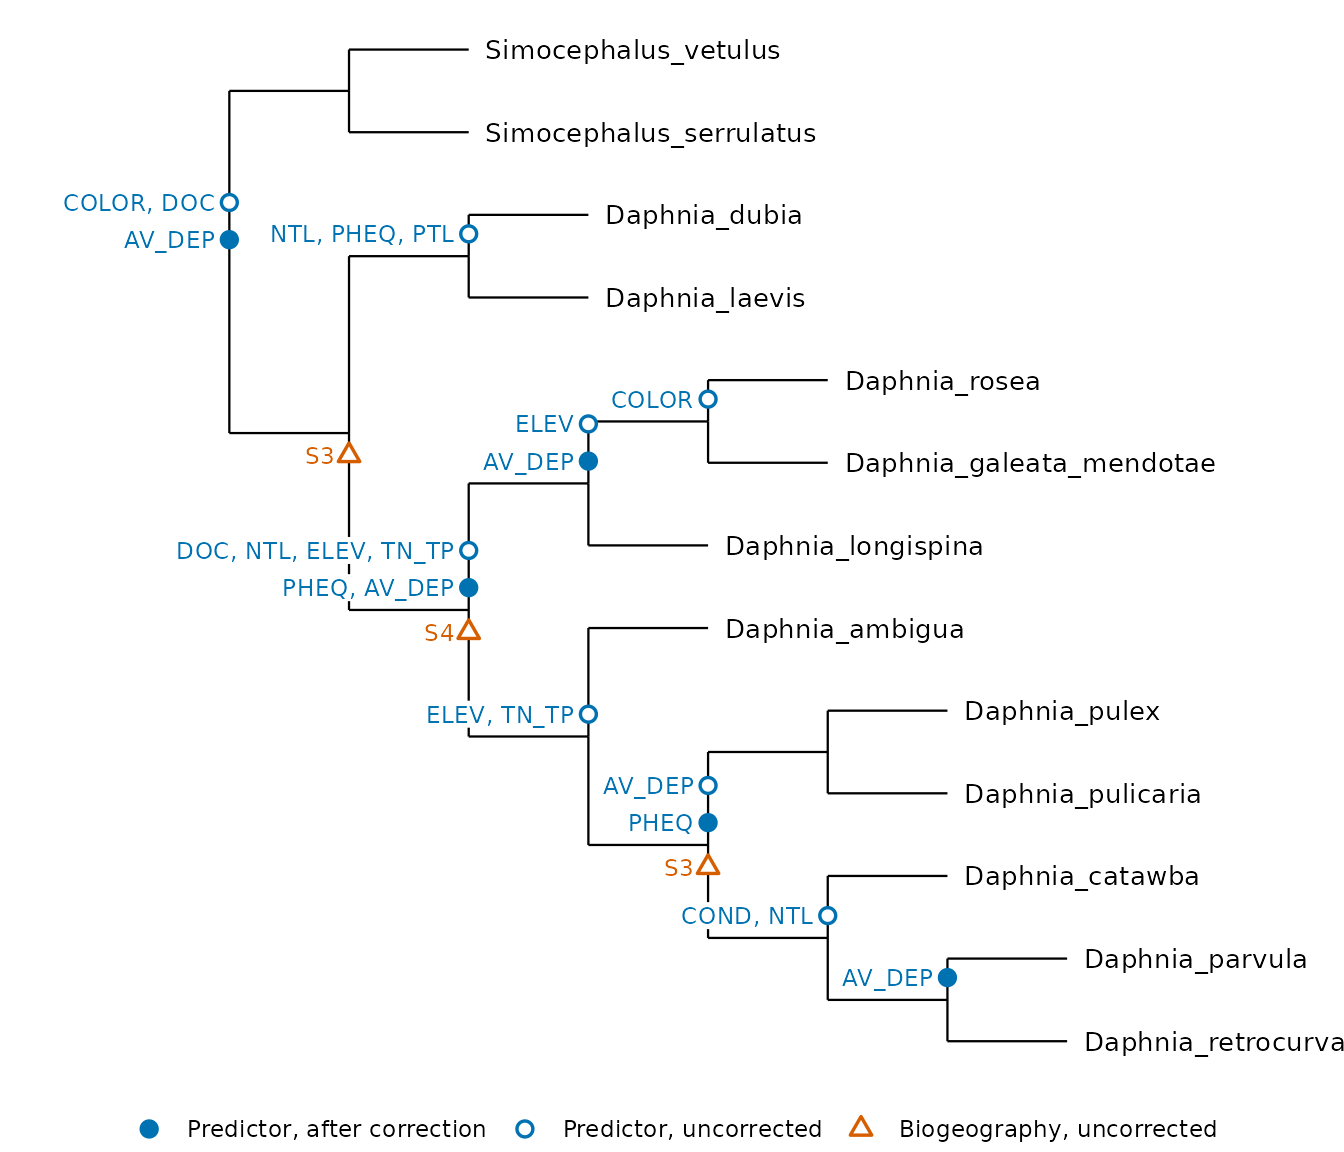 Simocephalus_vetulus
Simocephalus_serrulatus
COLOR, DOC
Daphnia_dubia
NTL, PHEQ, PTL
AV_DEP
Daphnia_laevis
Daphnia_rosea
COLOR
ELEV
S3
AV_DEP
Daphnia_galeata_mendotae
Daphnia_longispina
DOC, NTL, ELEV, TN_TP
PHEQ, AV_DEP
S4
Daphnia_ambigua
ELEV, TN_TP
Daphnia_pulex
AV_DEP
Daphnia_pulicaria
PHEQ
S3
Daphnia_catawba
COND, NTL
Daphnia_parvula
AV_DEP
Daphnia_retrocurva
Predictor, after correction
Predictor, uncorrected
Biogeography, uncorrected